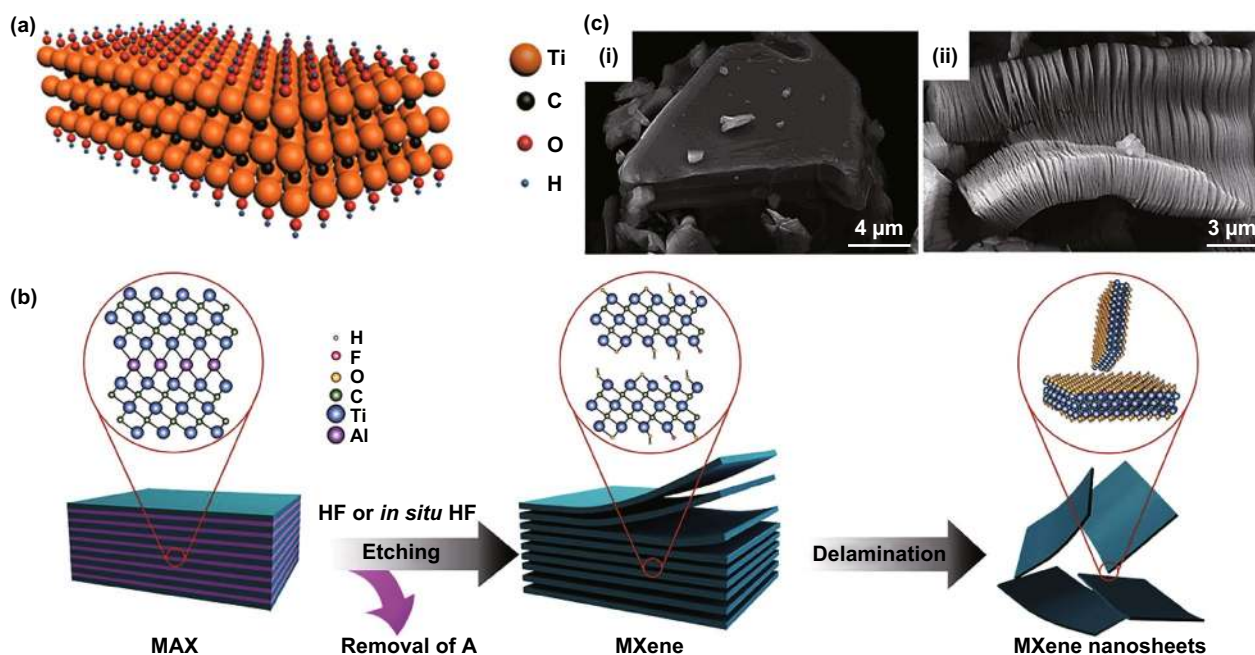 (a)
Ti
C
O
H
(c)
(i)
4 μm
(ii)
3 μm
(b)
H
F
O
C
Ti
Al
HF or in situ HF
Etching
Delamination
MAX
Removal of A
MXene
MXene nanosheets